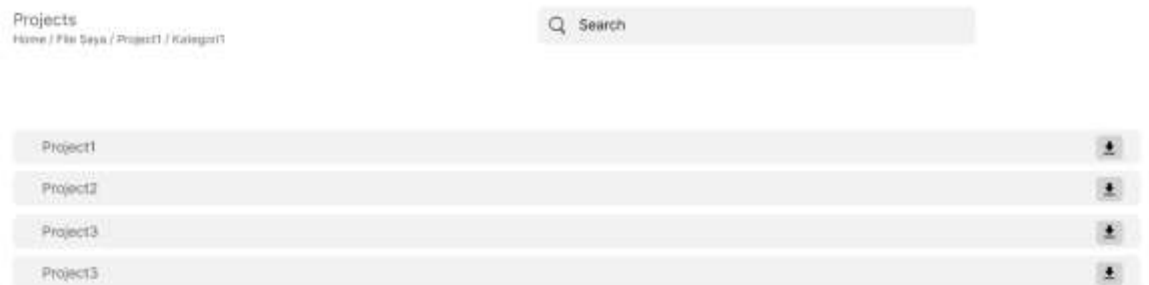 Projects
Search
Home / File Saya / Project1 / Kategori1
Project1
Project2
Project3
Project3